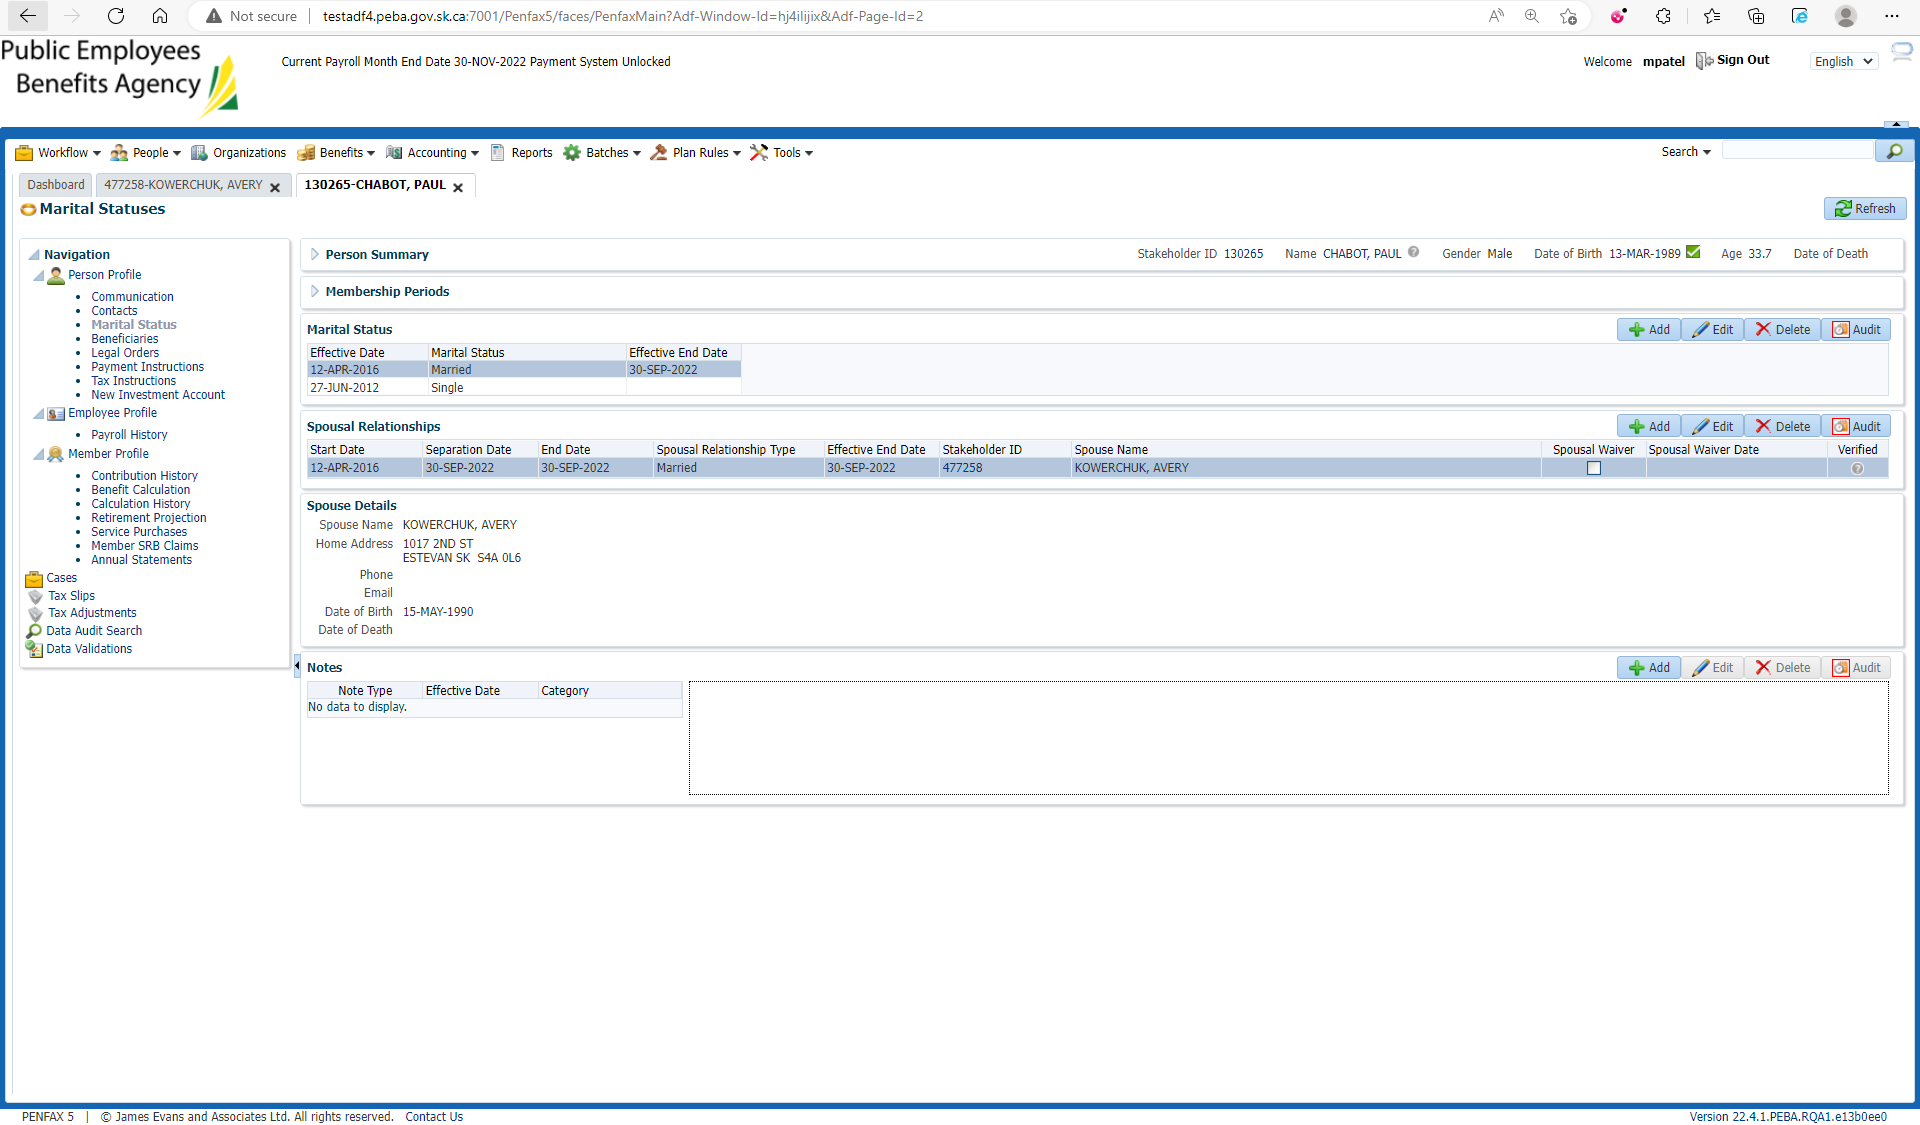 Not secure testadf4.peba.gov.sk.ca:7001/Penfax5/faces/PenfaxMain?Adf-Window-Id=hj4ilijix&Adf-Page-Id=2
Public Employees
Benefits Agency
Current Payroll Month End Date 30-NOV-2022 Payment System Unlocked
Welcome mpatel Sign Out English
Workflow People Organizations Benefits Accounting Reports Batches Plan Rules Tools Search
Dashboard 477258-KOWERCHUK, AVERY 130265-CHABOT, PAUL
Marital Statuses Refresh
Navigation
Person Profile
Communication
Contacts
Marital Status
Beneficiaries
Legal Orders
Payment Instructions
Tax Instructions
New Investment Account
Employee Profile
Payroll History
Member Profile
Contribution History
Benefit Calculation
Calculation History
Retirement Projection
Service Purchases
Member SRB Claims
Annual Statements
Cases
Tax Slips
Tax Adjustments
Data Audit Search
Data Validations
Person Summary Stakeholder ID 130265 Name CHABOT, PAUL Gender Male Date of Birth 13-MAR-1989 Age 33.7 Date of Death
Membership Periods
Marital Status Add Edit Delete Audit
Effective Date Marital Status Effective End Date
12-APR-2016 Married 30-SEP-2022
27-JUN-2012 Single
Spousal Relationships Add Edit Delete Audit
Start Date Separation Date End Date Spousal Relationship Type Effective End Date Stakeholder ID Spouse Name Spousal Waiver Spousal Waiver Date Verified
12-APR-2016 30-SEP-2022 30-SEP-2022 Married 30-SEP-2022 477258 KOWERCHUK, AVERY
Spouse Details
Spouse Name KOWERCHUK, AVERY
Home Address 1017 2ND ST
ESTEVAN SK S4A 0L6
Phone
Email
Date of Birth 15-MAY-1990
Date of Death
Notes Add Edit Delete Audit
Note Type Effective Date Category
No data to display.
PENFAX 5 | © James Evans and Associates Ltd. All rights reserved. Contact Us Version 22.4.1.PEBA.RQA1.e13b0ee0